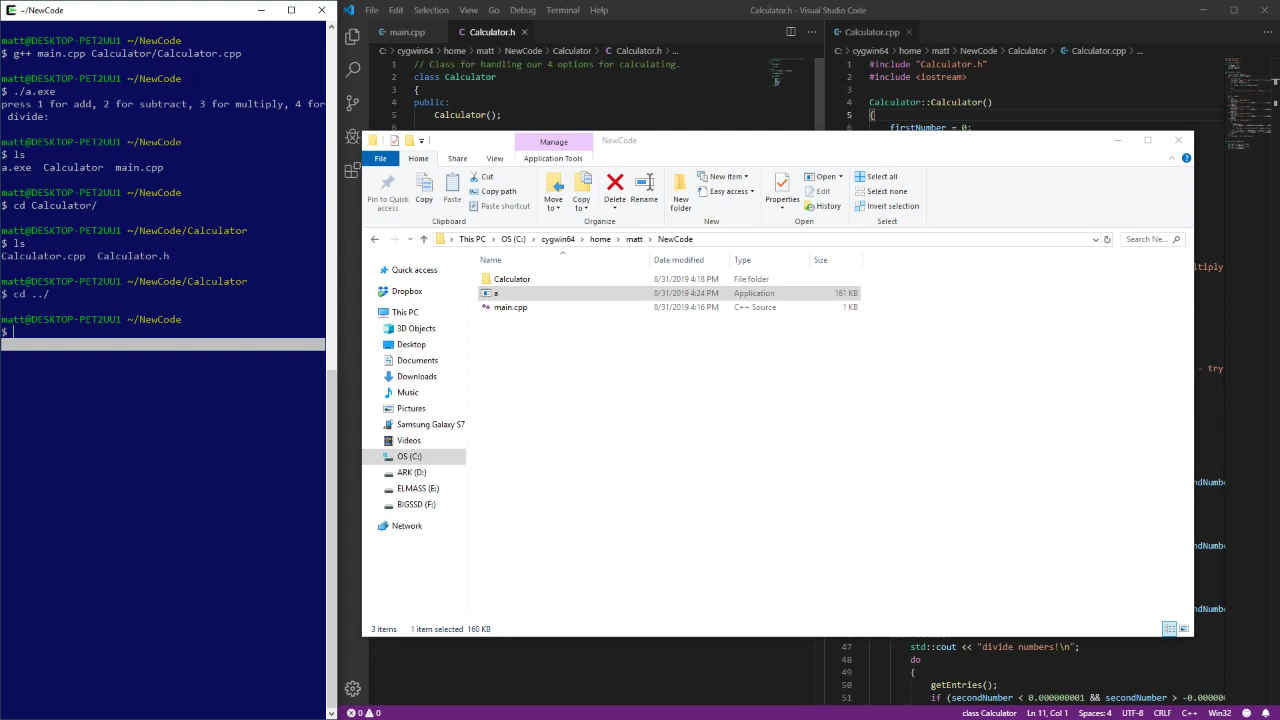 ~/NewCode
matt@DESKTOP-PET2UU1 ~/NewCode
$ g++ main.cpp Calculator/Calculator.cpp
matt@DESKTOP-PET2UU1 ~/NewCode
$ ./a.exe
press 1 for add, 2 for subtract, 3 for multiply, 4 for
divide:
matt@DESKTOP-PET2UU1 ~/NewCode
$ ls
a.exe  Calculator  main.cpp
matt@DESKTOP-PET2UU1 ~/NewCode
$ cd Calculator/
matt@DESKTOP-PET2UU1 ~/NewCode/Calculator
$ ls
Calculator.cpp  Calculator.h
matt@DESKTOP-PET2UU1 ~/NewCode/Calculator
$ cd ../
matt@DESKTOP-PET2UU1 ~/NewCode
$
File Edit Selection View Go Debug Terminal Help
Calculator.h - Visual Studio Code
main.cpp
Calculator.h
C: > cygwin64 > home > matt > NewCode > Calculator > Calculator.h > ...
1 // Class for handling our 4 options for calculating.
2 class Calculator
3 {
4 public:
5 Calculator();
Calculator.cpp
C: > cygwin64 > home > matt > NewCode > Calculator > Calculator.cpp > ...
1 #include "Calculator.h"
2 #include <iostream>
3
4 Calculator::Calculator()
5 {
6 firstNumber = 0;
Manage
NewCode
File Home Share View Application Tools
Pin to Quick access
Copy
Paste
Cut
Copy path
Paste shortcut
Clipboard
Move to
Copy to
Delete
Rename
Organize
New folder
New item
Easy access
New
Properties
Open
Edit
History
Open
Select all
Select none
Invert selection
Select
This PC > OS (C:) > cygwin64 > home > matt > NewCode
Search Ne...
Name Date modified Type Size
Calculator 8/31/2019 4:18 PM File folder
a 8/31/2019 4:24 PM Application 161 KB
main.cpp 8/31/2019 4:16 PM C++ Source 1 KB
Quick access
Dropbox
This PC
3D Objects
Desktop
Documents
Downloads
Music
Pictures
Samsung Galaxy S7
Videos
OS (C:)
ARK (D:)
ELMASS (E:)
BIGSSD (F:)
Network
3 items 1 item selected 160 KB
ultiply
- try
ndNumbe
ndNumbe
ndNumbe
47 std::cout << "divide numbers!\n";
48 do
49 {
50 getEntries();
51 if (secondNumber < 0.000000001 && secondNumber > -0.00000
0 0
class Calculator Ln 11, Col 1 Spaces: 4 UTF-8 CRLF C++ Win32